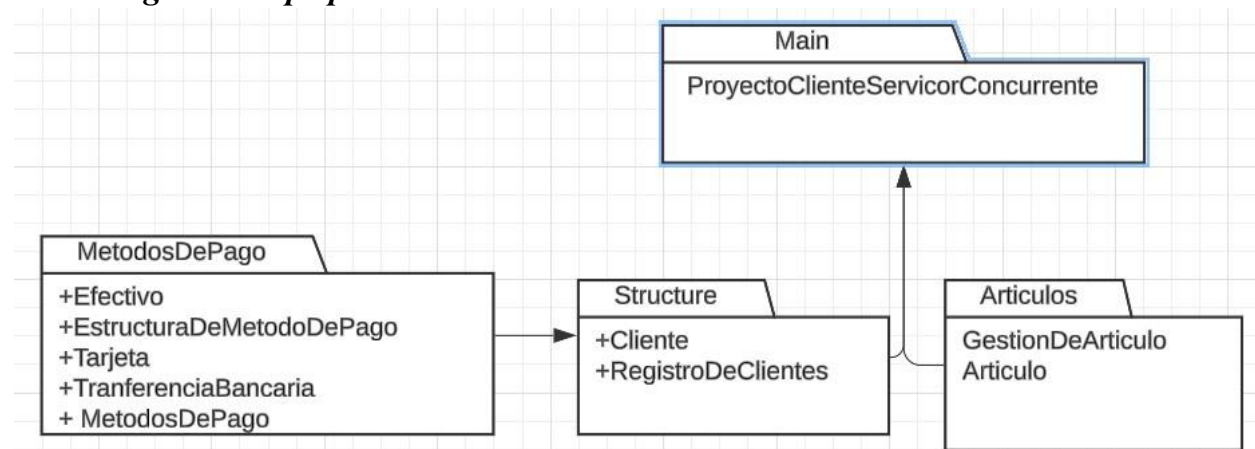 Main
ProyectoClienteServicorConcurrente
MetodosDePago
+Efectivo
+EstructuraDeMetodoDePago
+Tarjeta
+TranferenciaBancaria
+ MetodosDePago
Structure
+Cliente
+RegistroDeClientes
Articulos
GestionDeArticulo
Articulo